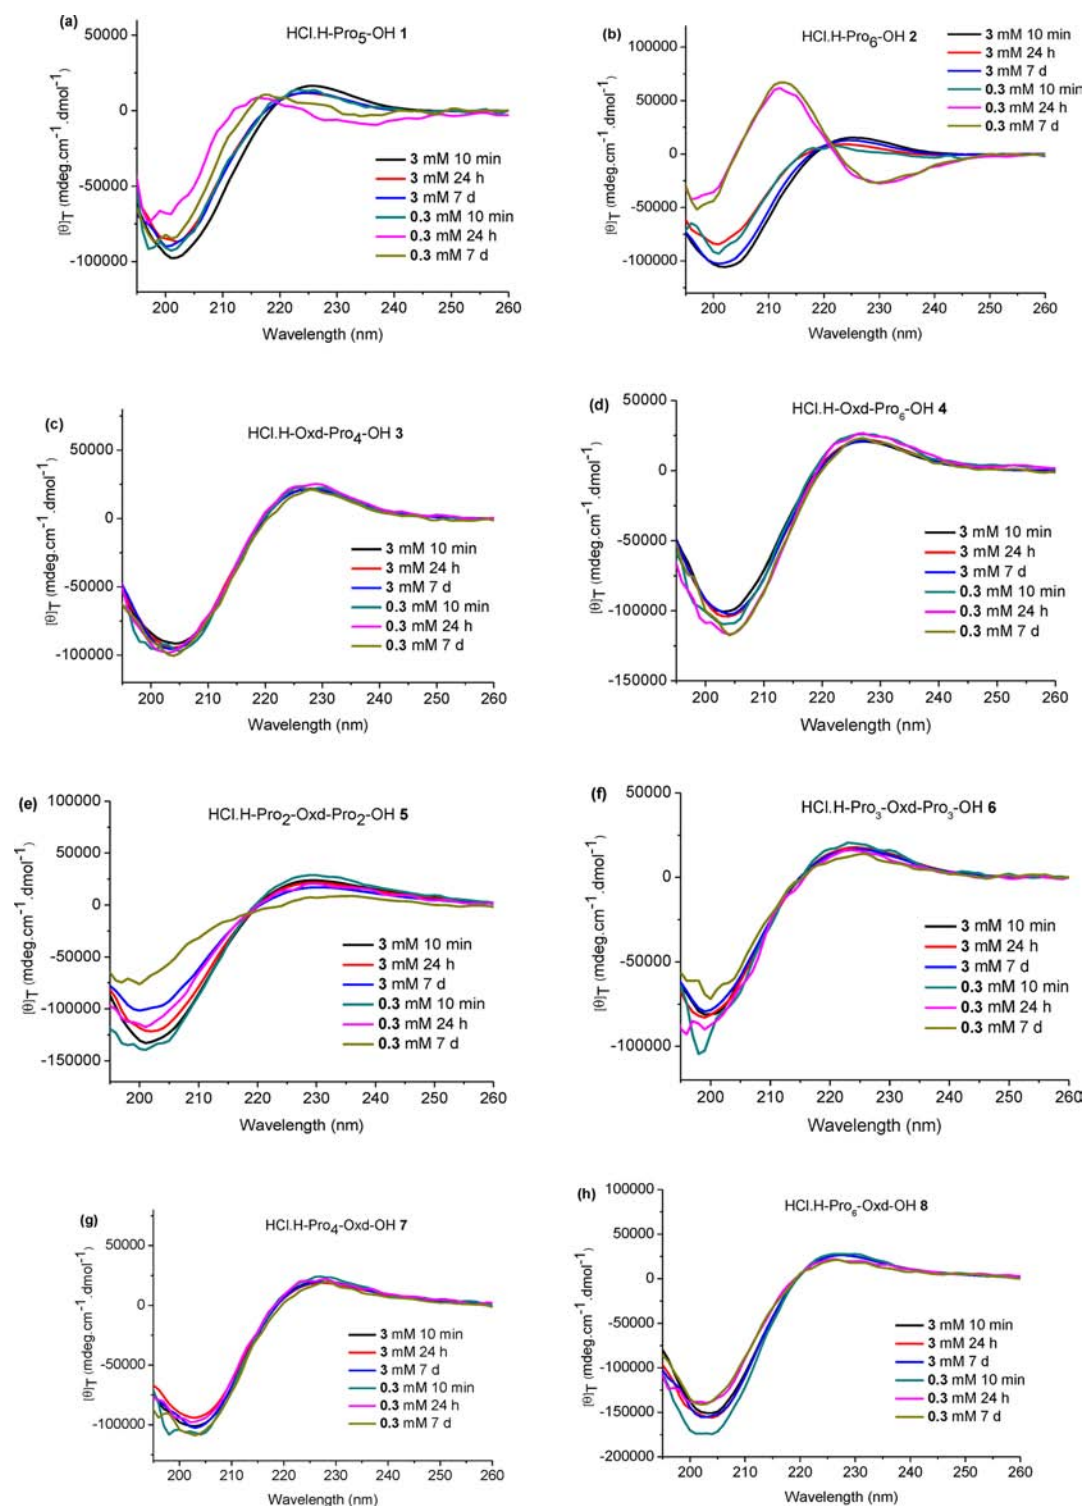 (a)
HCl.H-Pro5-OH 1
50000
0
-50000
-100000
[θ]T (mdeg.cm-1.dmol-1)
3 mM 10 min
3 mM 24 h
3 mM 7 d
0.3 mM 10 min
0.3 mM 24 h
0.3 mM 7 d
200 210 220 230 240 250 260
Wavelength (nm)
(b)
HCl.H-Pro6-OH 2
100000
50000
0
-50000
-100000
[θ]T (mdeg.cm-1.dmol-1)
3 mM 10 min
3 mM 24 h
3 mM 7 d
0.3 mM 10 min
0.3 mM 24 h
0.3 mM 7 d
200 210 220 230 240 250 260
Wavelength (nm)
(c)
HCl.H-Oxd-Pro4-OH 3
50000
0
-50000
-100000
[θ]T (mdeg.cm-1.dmol-1)
3 mM 10 min
3 mM 24 h
3 mM 7 d
0.3 mM 10 min
0.3 mM 24 h
0.3 mM 7 d
200 210 220 230 240 250 260
Wavelength (nm)
(d)
HCl.H-Oxd-Pro6-OH 4
50000
0
-50000
-100000
-150000
[θ]T (mdeg.cm-1.dmol-1)
3 mM 10 min
3 mM 24 h
3 mM 7 d
0.3 mM 10 min
0.3 mM 24 h
0.3 mM 7 d
200 210 220 230 240 250 260
Wavelength (nm)
(e)
HCl.H-Pro2-Oxd-Pro2-OH 5
100000
50000
0
-50000
-100000
-150000
[θ]T (mdeg.cm-1.dmol-1)
3 mM 10 min
3 mM 24 h
3 mM 7 d
0.3 mM 10 min
0.3 mM 24 h
0.3 mM 7 d
200 210 220 230 240 250 260
Wavelength (nm)
(f)
HCl.H-Pro3-Oxd-Pro3-OH 6
50000
0
-50000
-100000
[θ]T (mdeg.cm-1.dmol-1)
3 mM 10 min
3 mM 24 h
3 mM 7 d
0.3 mM 10 min
0.3 mM 24 h
0.3 mM 7 d
200 210 220 230 240 250 260
Wavelength (nm)
(g)
HCl.H-Pro4-Oxd-OH 7
50000
0
-50000
-100000
[θ]T (mdeg.cm-1.dmol-1)
3 mM 10 min
3 mM 24 h
3 mM 7 d
0.3 mM 10 min
0.3 mM 24 h
0.3 mM 7 d
200 210 220 230 240 250 260
Wavelength (nm)
(h)
HCl.H-Pro6-Oxd-OH 8
100000
50000
0
-50000
-100000
-150000
-200000
[θ]T (mdeg.cm-1.dmol-1)
3 mM 10 min
3 mM 24 h
3 mM 7 d
0.3 mM 10 min
0.3 mM 24 h
0.3 mM 7 d
200 210 220 230 240 250 260
Wavelength (nm)